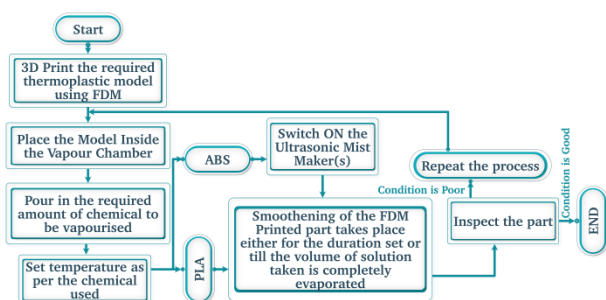 Start
3D Print the required
thermoplastic model
using FDM
Place the Model Inside
the Vapour Chamber
Pour in the required
amount of chemical to
be vapourised
Set temperature as
per the chemical
used
ABS
PLA
Switch ON the
Ultrasonic Mist
Maker(s)
Smoothening of the FDM
Printed part takes place
either for the duration set or
till the volume of solution
taken is completely
evaporated
Inspect the part
Condition is Poor
Repeat the process
Condition is Good
END